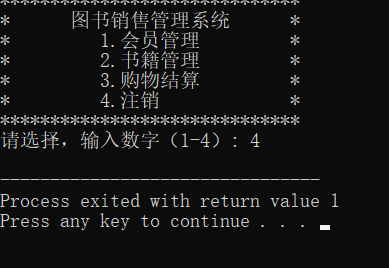 ******************************
*      图书销售管理系统      *
*         1.会员管理         *
*         2.书籍管理         *
*         3.购物结算         *
*         4.注销             *
******************************
请选择，输入数字（1-4）: 4
--------------------------------
Process exited with return value 1
Press any key to continue . . .